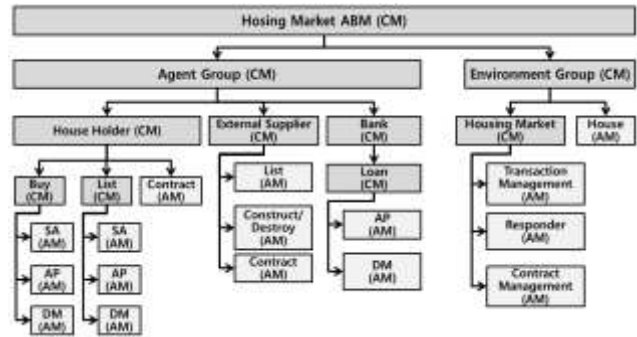 Hosing Market ABM (CM)
Agent Group (CM)
Environment Group (CM)
House Holder (CM)
External Supplier
(CM)
Bank
(CM)
Housing Market
(CM)
House
(AM)
Buy
(CM)
List
(CM)
Contract
(AM)
List
(AM)
Loan
(CM)
Transaction
Management
(AM)
SA
(AM)
SA
(AM)
Construct/
Destroy
(AM)
AP
(AM)
Responder
(AM)
AP
(AM)
AP
(AM)
Contract
(AM)
DM
(AM)
Contract
Management
(AM)
DM
(AM)
DM
(AM)